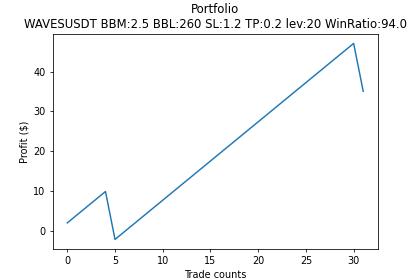 Portfolio
WAVESUSDT BBM:2.5 BBL:260 SL:1.2 TP:0.2 lev:20 WinRatio:94.0
Profit ($)
40
30
20
10
0
0 5 10 15 20 25 30
Trade counts